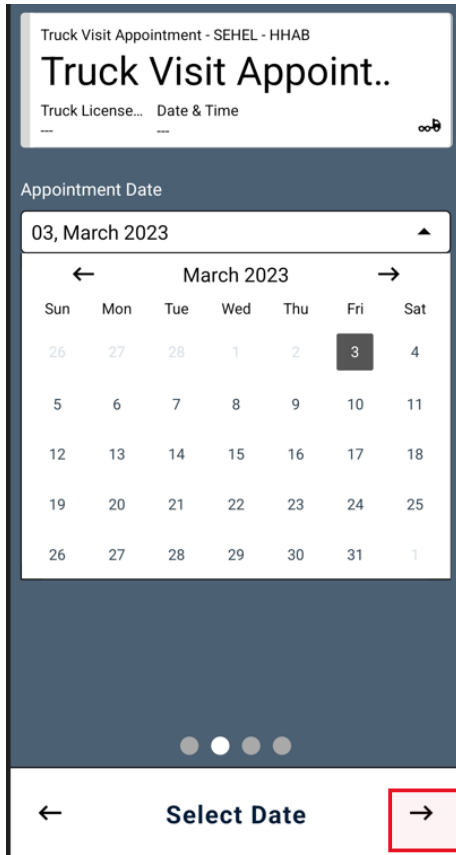 Truck Visit Appointment - SEHEL - HHAB
Truck Visit Appoint..
Truck License... Date & Time
--- ---
Appointment Date
03, March 2023
← March 2023 →
Sun Mon Tue Wed Thu Fri Sat
26 27 28 1 2 3 4
5 6 7 8 9 10 11
12 13 14 15 16 17 18
19 20 21 22 23 24 25
26 27 28 29 30 31 1
← Select Date →